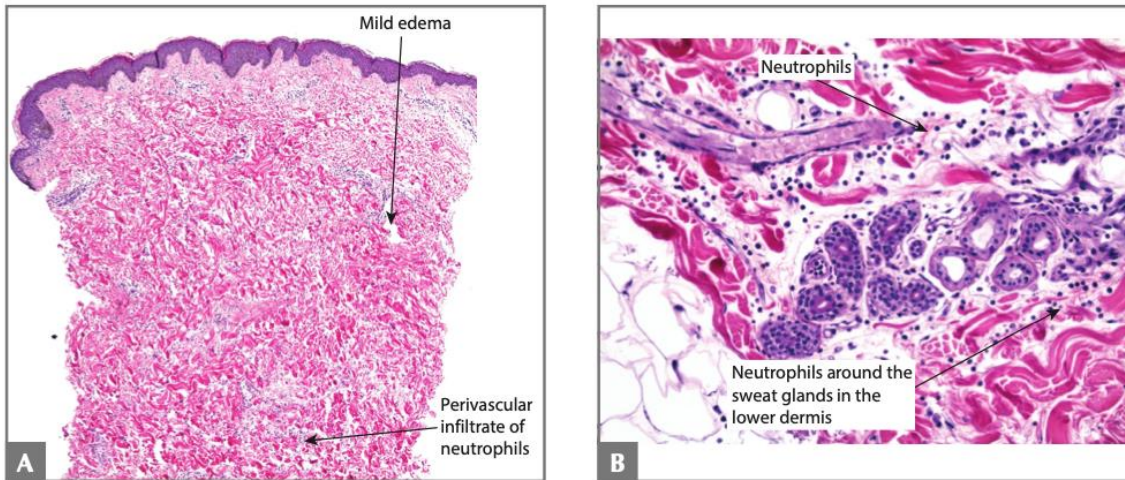 Mild edema
Perivascular
infiltrate of
neutrophils
A
Neutrophils
Neutrophils around the
sweat glands in the
lower dermis
B